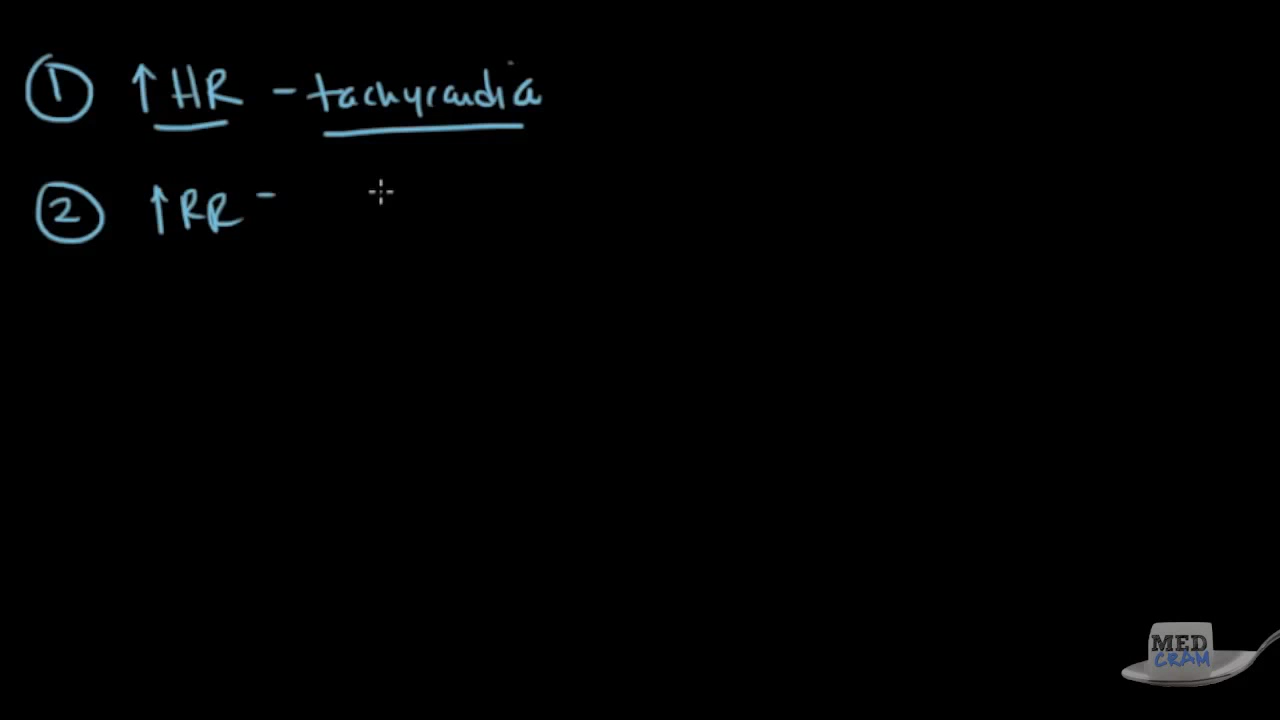 ① ↑HR - tachycardia
② ↑RR -
MED
CRAM